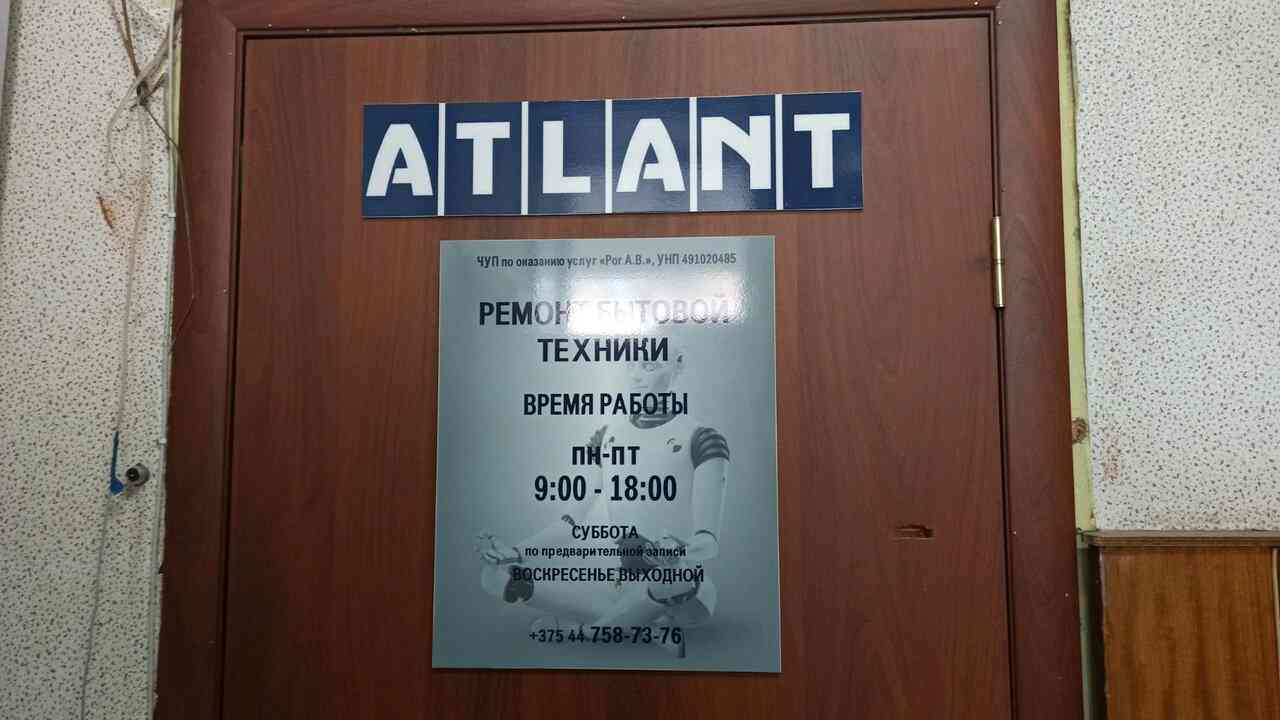 ATLANT
ЧУП по оказанию услуг «Рог А.В.», УНП 491020485
РЕМОНТ БЫТОВОЙ
ТЕХНИКИ
ВРЕМЯ РАБОТЫ
ПН-ПТ
9:00 - 18:00
СУББОТА
по предварительной записи
ВОСКРЕСЕНЬЕ ВЫХОДНОЙ
+375 44 758-73-76